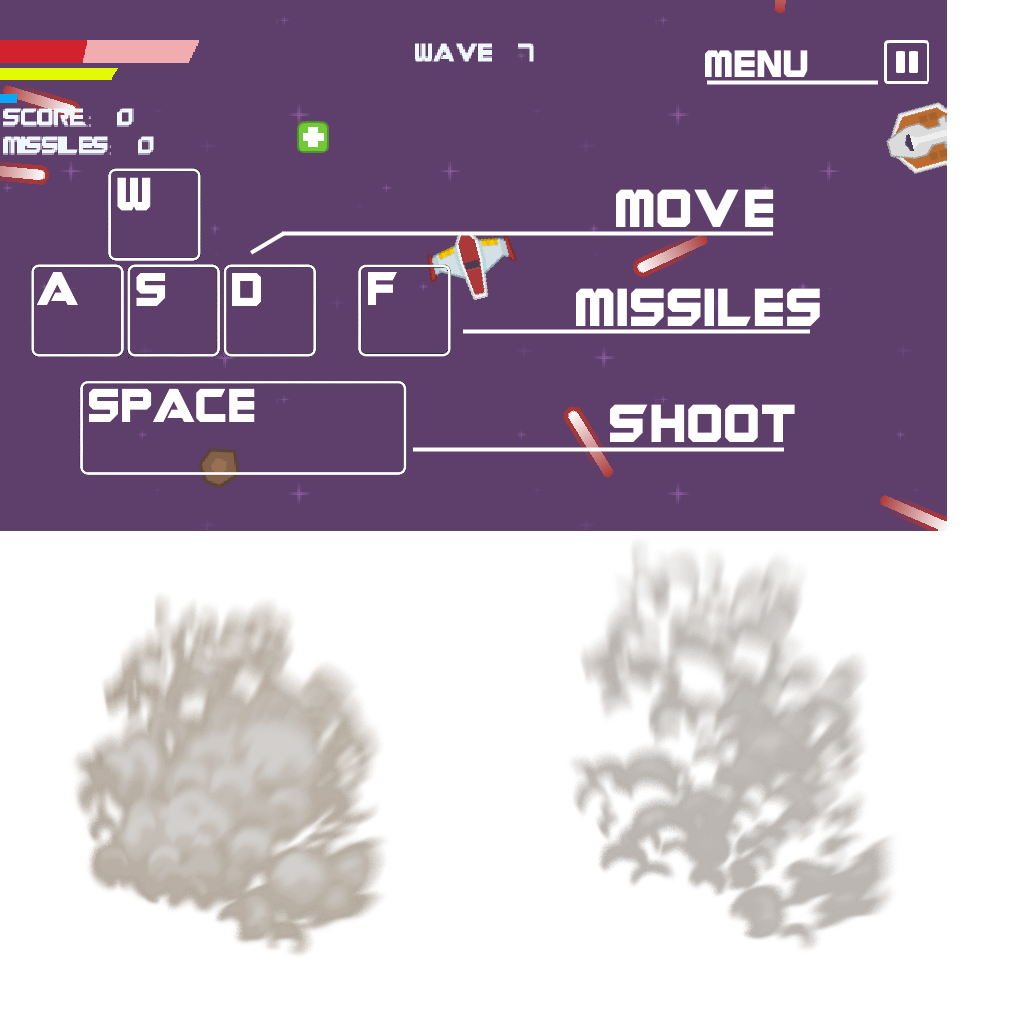 WAVE 7
MENU
SCORE: 0
MISSILES: 0
W
MOVE
A S D F
MISSILES
SPACE
SHOOT